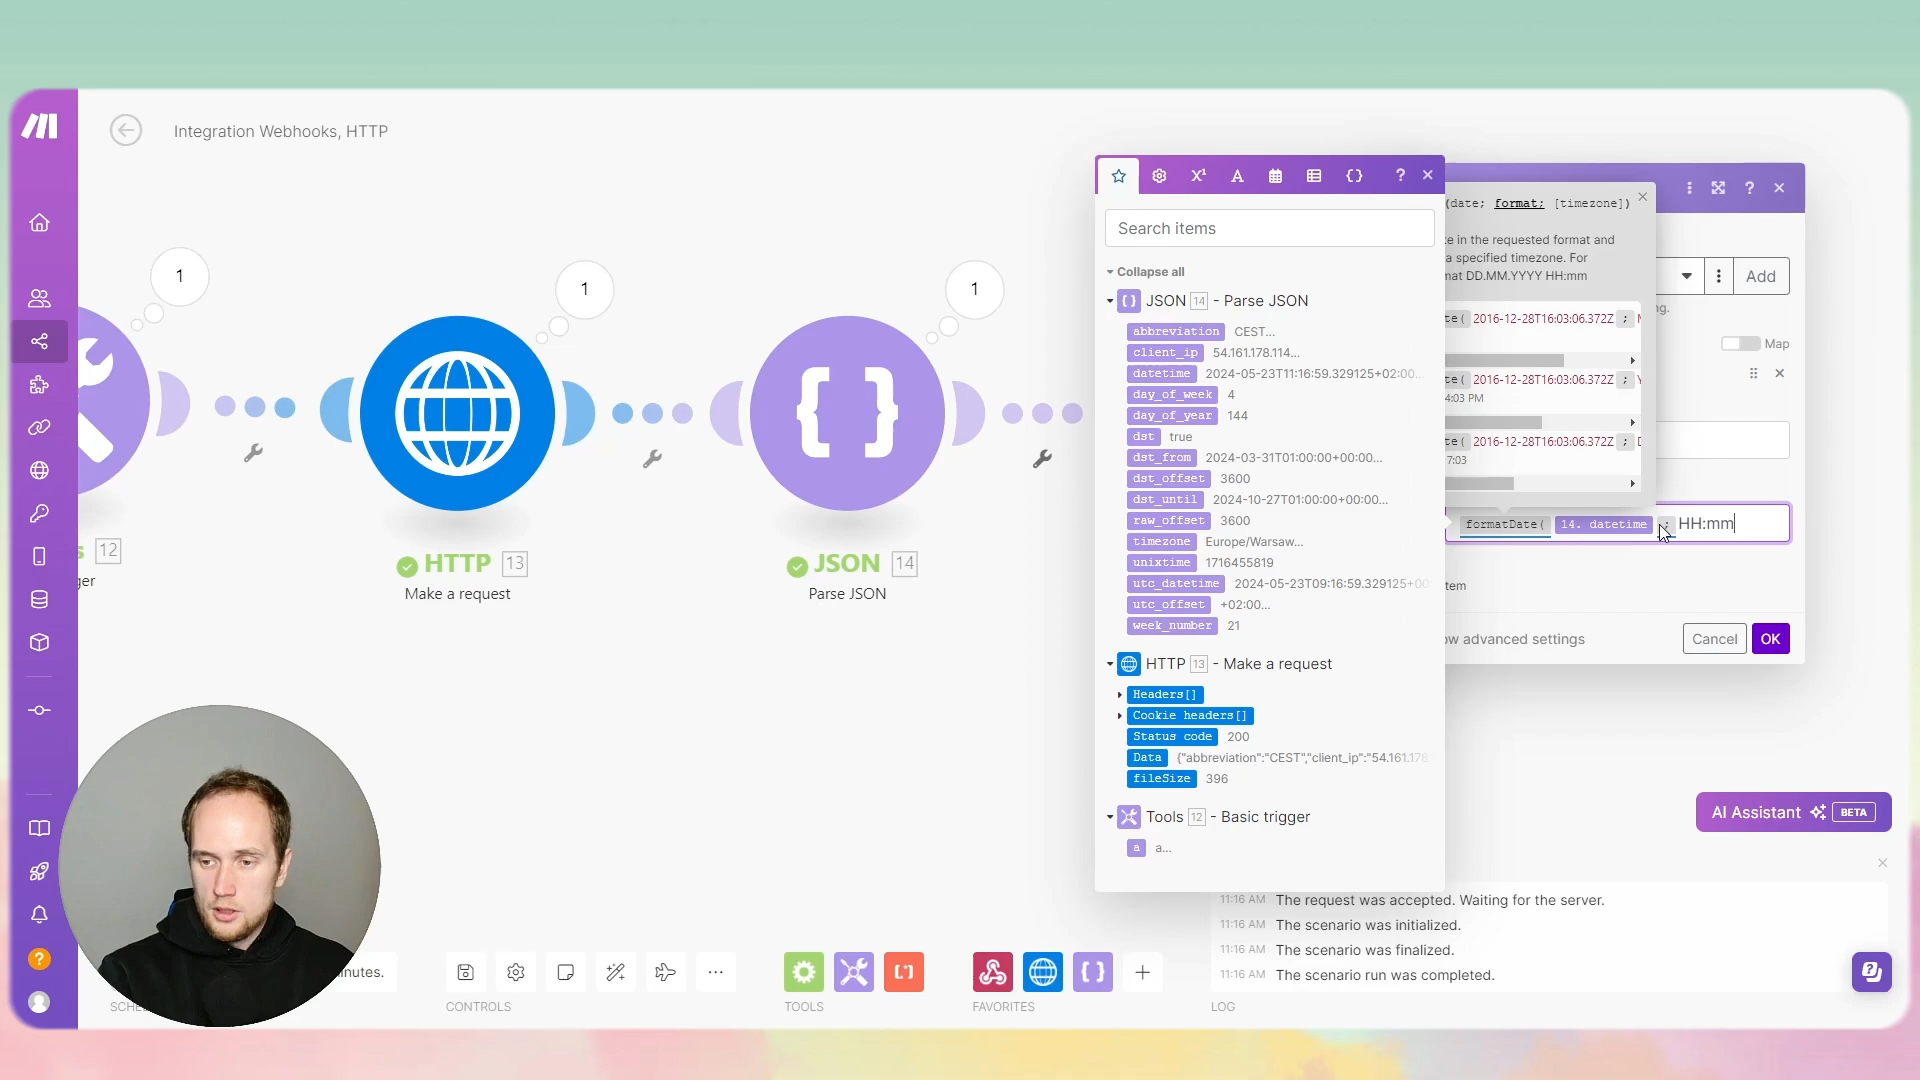 Integration Webhooks, HTTP
1
1
1
s 12
ger
HTTP 13
Make a request
JSON 14
Parse JSON
Search items
Collapse all
JSON 14 - Parse JSON
abbreviation CEST...
client_ip 54.161.178.114...
datetime 2024-05-23T11:16:59.329125+02:00...
day_of_week 4
day_of_year 144
dst true
dst_from 2024-03-31T01:00:00+00:00...
dst_offset 3600
dst_until 2024-10-27T01:00:00+00:00...
raw_offset 3600
timezone Europe/Warsaw...
unixtime 1716455819
utc_datetime 2024-05-23T09:16:59.329125+00
utc_offset +02:00...
week_number 21
HTTP 13 - Make a request
Headers[]
Cookie headers[]
Status code 200
Data {"abbreviation":"CEST","client_ip":"54.161.178
fileSize 396
Tools 12 - Basic trigger
a a...
(date; format; [timezone])
te in the requested format and
a specified timezone. For
mat DD.MM.YYYY HH:mm
te( 2016-12-28T16:03:06.372Z ; M
te( 2016-12-28T16:03:06.372Z ; Y
4:03 PM
te( 2016-12-28T16:03:06.372Z ; D
7:03
Add
ng.
Map
formatDate( 14. datetime ; HH:mm
tem
ow advanced settings
Cancel OK
AI Assistant BETA
11:16 AM The request was accepted. Waiting for the server.
11:16 AM The scenario was initialized.
11:16 AM The scenario was finalized.
11:16 AM The scenario run was completed.
inutes.
SCHE
CONTROLS
TOOLS
FAVORITES
LOG